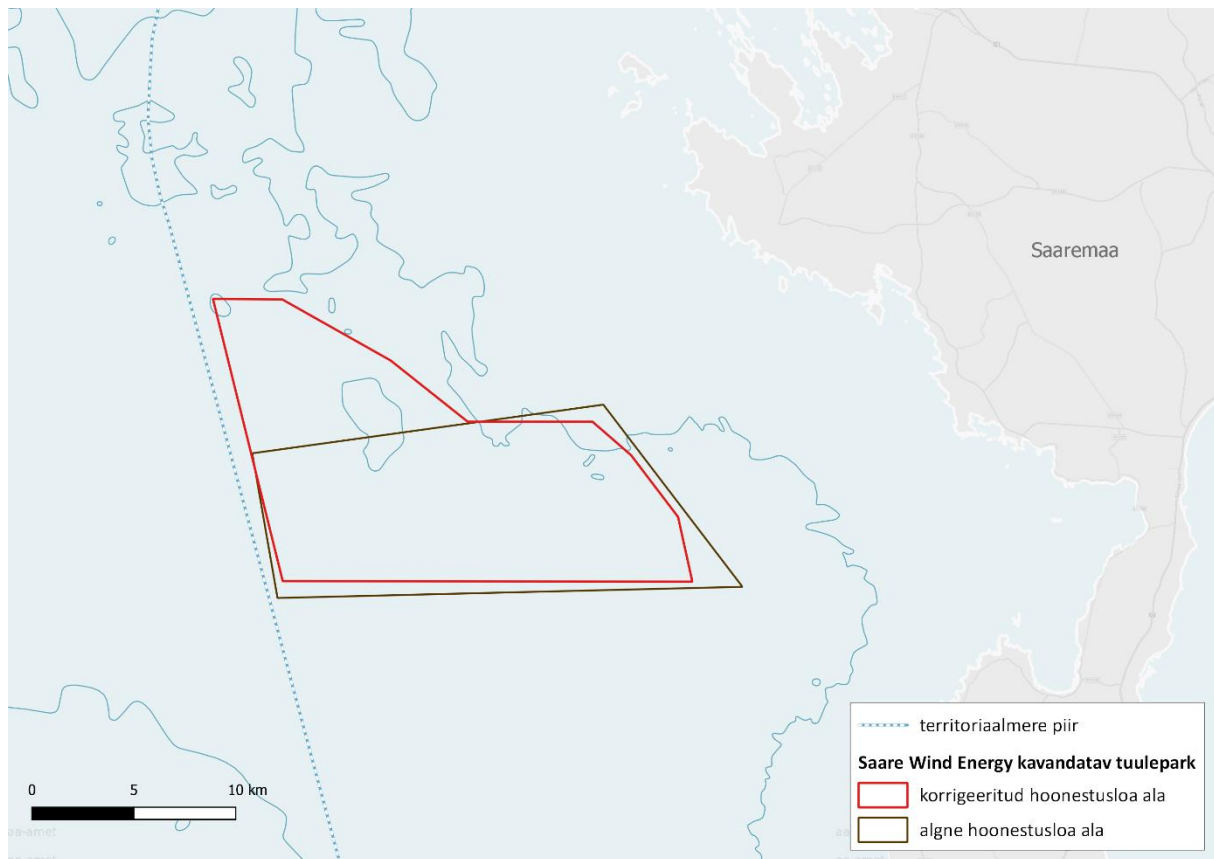 Saaremaa
territoriaalmere piir
Saare Wind Energy kavandatav tuulepark
korrigeeritud hoonestusloa ala
algne hoonestusloa ala
0 5 10 km